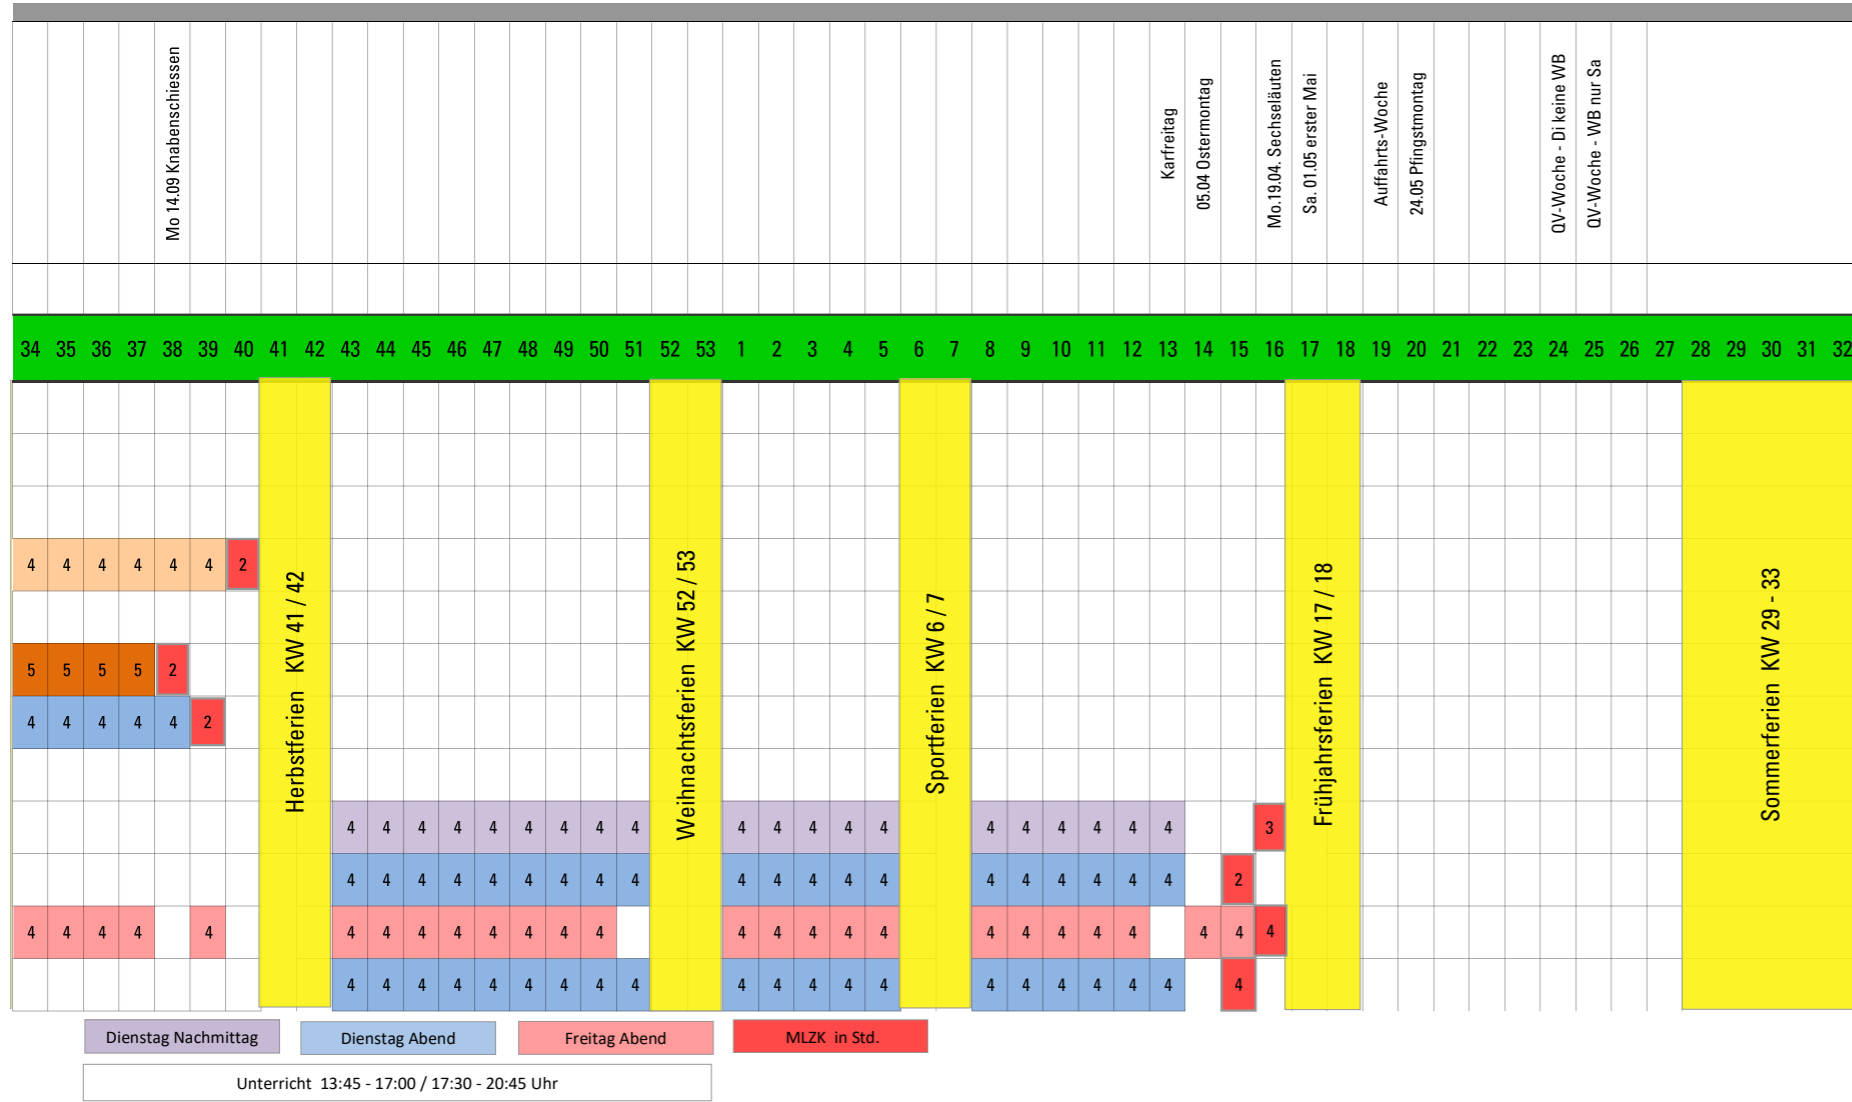 Mo 14.09 Knabenschiessen
Karfreitag
05.04 Ostermontag
Mo.19.04. Sechseläuten
Sa. 01.05 erster Mai
Auffahrts-Woche
24.05 Pfingstmontag
QV-Woche - Di keine WB
QV-Woche - WB nur Sa
34 35 36 37 38 39 40 41 42 43 44 45 46 47 48 49 50 51 52 53 1 2 3 4 5 6 7 8 9 10 11 12 13 14 15 16 17 18 19 20 21 22 23 24 25 26 27 28 29 30 31 32
Herbstferien KW 41 / 42
Weihnachtsferien KW 52 / 53
Sportferien KW 6 / 7
Frühjahrsferien KW 17 / 18
Sommerferien KW 29 - 33
4 4 4 4 4 4 2
5 5 5 5 2
4 4 4 4 4 2
4 4 4 4 4 4 4 4 4 4 4 4 4 4 4 4 4 4 4 4 3
4 4 4 4 4 4 4 4 4 4 4 4 4 4 4 4 4 4 4 4 2
4 4 4 4 4 4 4 4 4 4 4 4 4 4 4 4 4 4 4 4 4 4 4 4 4 4
4 4 4 4 4 4 4 4 4 4 4 4 4 4 4 4 4 4 4 4 4
Dienstag Nachmittag
Dienstag Abend
Freitag Abend
MLZK in Std.
Unterricht 13:45 - 17:00 / 17:30 - 20:45 Uhr